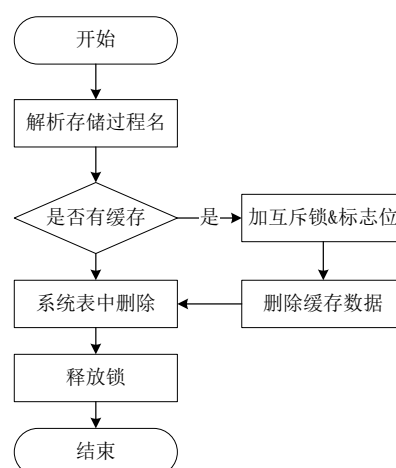 开始
解析存储过程名
是否有缓存
是
加互斥锁&标志位
系统表中删除
删除缓存数据
释放锁
结束